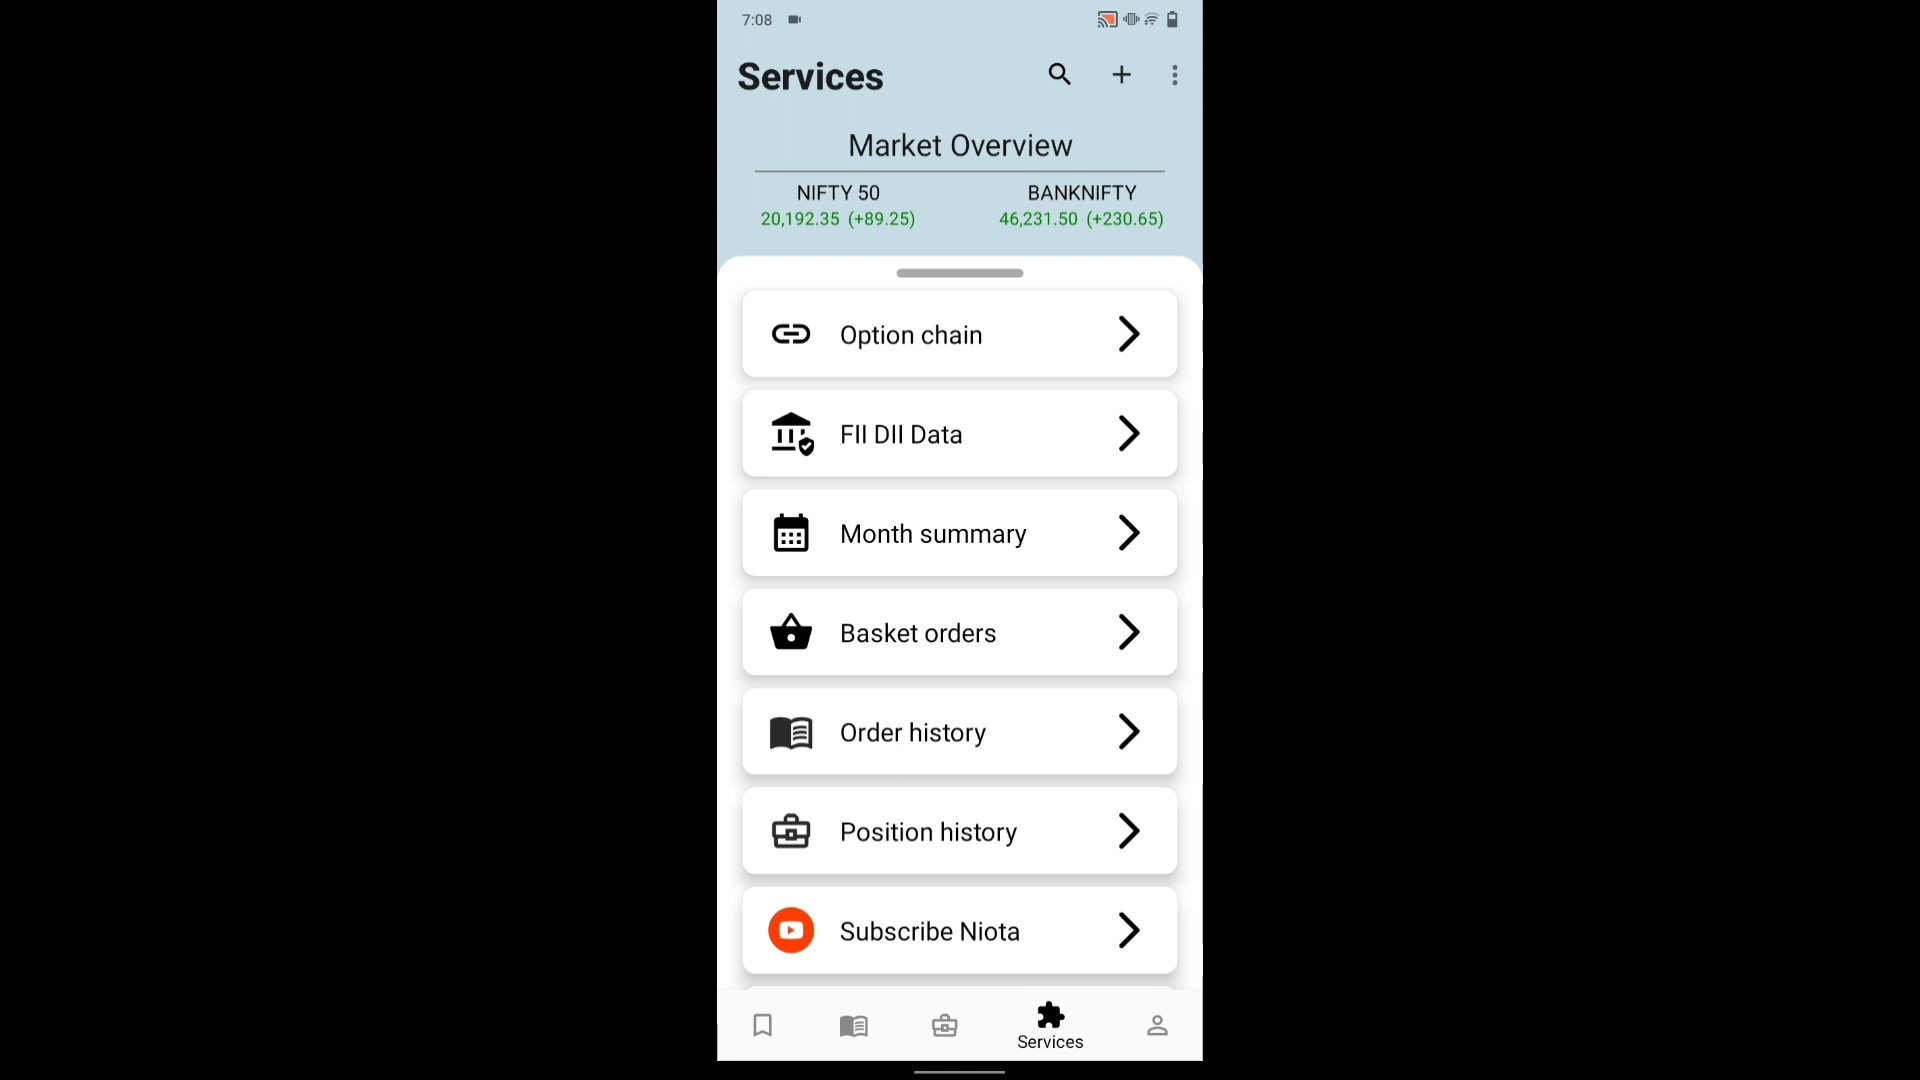 7:08
Services
Market Overview
NIFTY 50
20,192.35 (+89.25)
BANKNIFTY
46,231.50 (+230.65)
Option chain
FII DII Data
Month summary
Basket orders
Order history
Position history
Subscribe Niota
Services